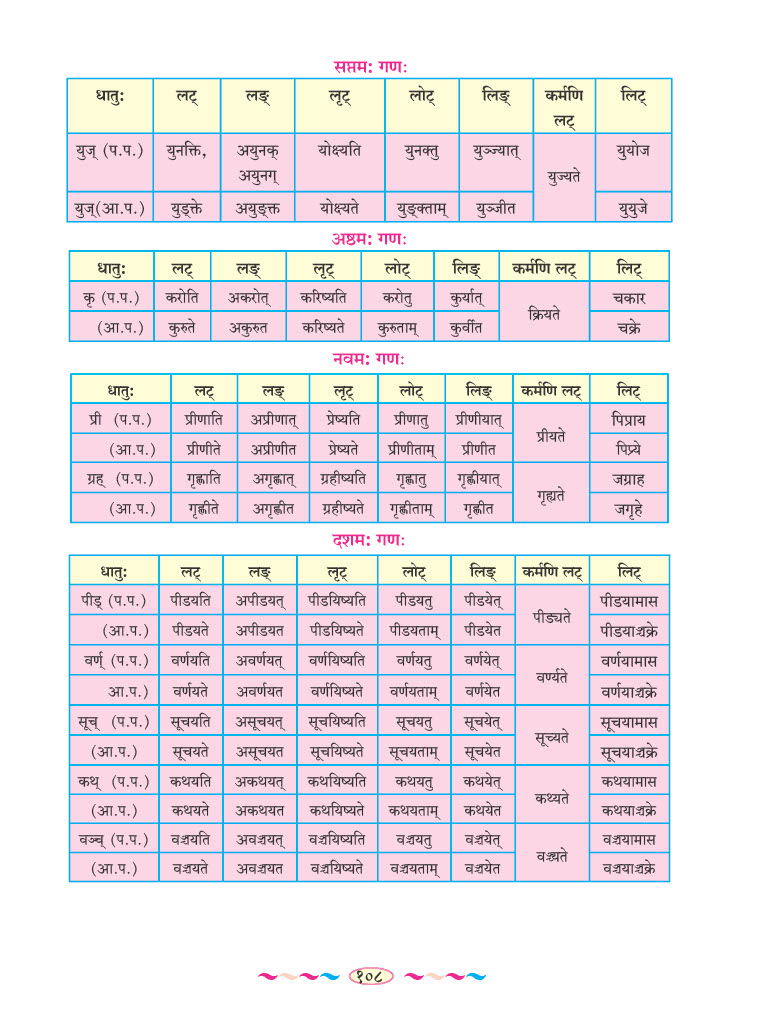 सप्तमः गणः
धातुः लट् लङ् लृट् लोट् लिङ् कर्मणि लट् लिट्
युज् (प.प.) युनक्ति, अयुनक् अयुनग् योक्ष्यति युनक्तु युञ्ज्यात् युज्यते युयोज
युज्(आ.प.) युङ्क्ते अयुङ्क्त योक्ष्यते युङ्क्ताम् युञ्जीत युयुजे
अष्ठमः गणः
धातुः लट् लङ् लृट् लोट् लिङ् कर्मणि लट् लिट्
कृ (प.प.) करोति अकरोत् करिष्यति करोतु कुर्यात् क्रियते चकार
(आ.प.) कुरुते अकुरुत करिष्यते कुरुताम् कुर्वीत चक्रे
नवमः गणः
धातुः लट् लङ् लृट् लोट् लिङ् कर्मणि लट् लिट्
प्री (प.प.) प्रीणाति अप्रीणात् प्रेष्यति प्रीणातु प्रीणीयात् प्रीयते पिप्राय
(आ.प.) प्रीणीते अप्रीणीत प्रेष्यते प्रीणीताम् प्रीणीत पिप्र्ये
ग्रह् (प.प.) गृह्णाति अगृह्णात् ग्रहीष्यति गृह्णातु गृह्णीयात् गृह्यते जग्राह
(आ.प.) गृह्णीते अगृह्णीत ग्रहीष्यते गृह्णीताम् गृह्णीत जगृहे
दशमः गणः
धातुः लट् लङ् लृट् लोट् लिङ् कर्मणि लट् लिट्
पीड् (प.प.) पीडयति अपीडयत् पीडयिष्यति पीडयतु पीडयेत् पीड्यते पीडयामास
(आ.प.) पीडयते अपीडयत पीडयिष्यते पीडयताम् पीडयेत पीडयाञ्चक्रे
वर्ण् (प.प.) वर्णयति अवर्णयत् वर्णयिष्यति वर्णयतु वर्णयेत् वर्ण्यते वर्णयामास
आ.प.) वर्णयते अवर्णयत वर्णयिष्यते वर्णयताम् वर्णयेत वर्णयाञ्चक्रे
सूच् (प.प.) सूचयति असूचयत् सूचयिष्यति सूचयतु सूचयेत् सूच्यते सूचयामास
(आ.प.) सूचयते असूचयत सूचयिष्यते सूचयताम् सूचयेत सूचयाञ्चक्रे
कथ् (प.प.) कथयति अकथयत् कथयिष्यति कथयतु कथयेत् कथ्यते कथयामास
(आ.प.) कथयते अकथयत कथयिष्यते कथयताम् कथयेत कथयाञ्चक्रे
वञ्च् (प.प.) वञ्चयति अवञ्चयत् वञ्चयिष्यति वञ्चयतु वञ्चयेत् वञ्च्यते वञ्चयामास
(आ.प.) वञ्चयते अवञ्चयत वञ्चयिष्यते वञ्चयताम् वञ्चयेत वञ्चयाञ्चक्रे
१०८